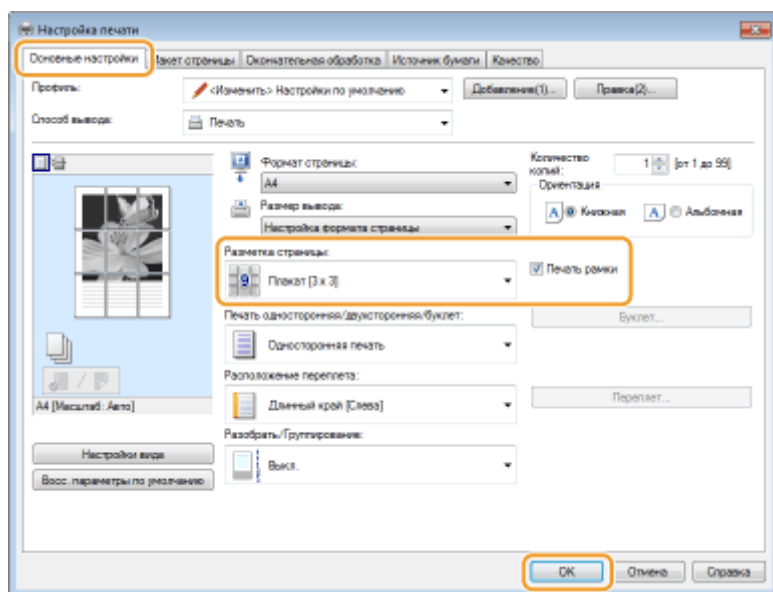 Настройка печати
Основные настройки Макет страницы Окончательная обработка Источник бумаги Качество
Профиль: <Изменить> Настройки по умолчанию Добавление(1)... Правка(2)...
Способ вывода: Печать
Формат страницы:
A4
Размер вывода:
Настройка формата страницы
Количество копий: 1 [от 1 до 99]
Ориентация
A Книжная A Альбомная
Разметка страницы:
9 Плакат [3 x 3]
Печать рамки
Печать односторонняя/двухсторонняя/буклет:
Односторонняя печать
Буклет...
Расположение переплета:
Длинный край [Слева]
Переплет...
A4 [Масштаб: Авто]
Разобрать/Группирование:
Выкл.
Настройки вида
Восс. параметры по умолчанию
OK Отмена Справка